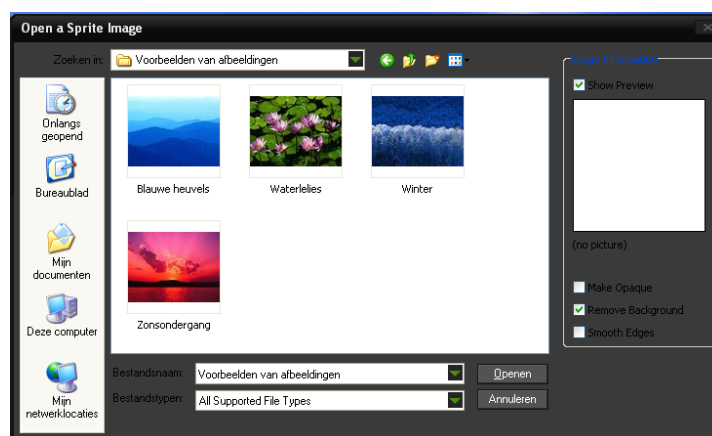 Open a Sprite Image
Zoeken in:
Voorbeelden van afbeeldingen
Image Information
Show Preview
Onlangs
geopend
Bureaublad
Mijn
documenten
Deze computer
Mijn
netwerklocaties
Blauwe heuvels
Waterlelies
Winter
Zonsondergang
(no picture)
Make Opaque
Remove Background
Smooth Edges
Bestandsnaam:
Voorbeelden van afbeeldingen
Openen
Bestandstypen:
All Supported File Types
Annuleren